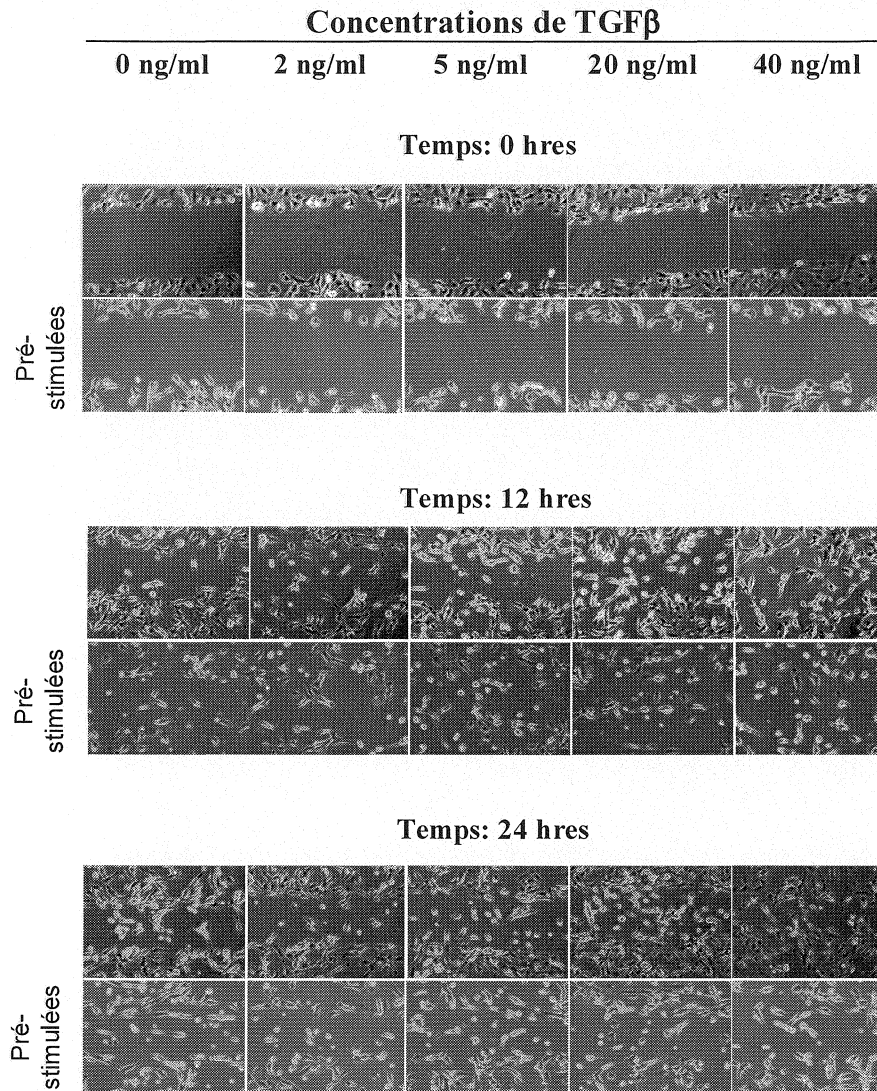 Concentrations de TGFβ
0 ng/ml 2 ng/ml 5 ng/ml 20 ng/ml 40 ng/ml
Temps: 0 hres
Pré-
stimulées
Temps: 12 hres
Pré-
stimulées
Temps: 24 hres
Pré-
stimulées